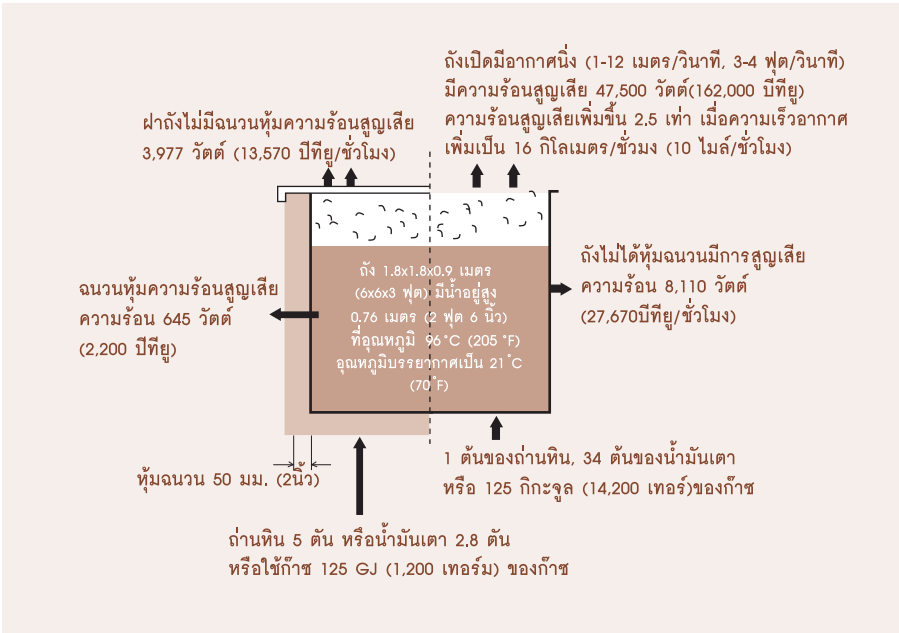 ถังเปิดมีอากาศนิ่ง (1-12 เมตร/วินาที, 3-4 ฟุต/วินาที)
มีความร้อนสูญเสีย 47,500 วัตต์(162,000 บีทียู)
ความร้อนสูญเสียเพิ่มขึ้น 2.5 เท่า เมื่อความเร็วอากาศ
เพิ่มเป็น 16 กิโลเมตร/ชั่วมง (10 ไมล์/ชั่วโมง)
ฝาถังไม่มีฉนวนหุ้มความร้อนสูญเสีย
3,977 วัตต์ (13,570 ปีทียู/ชั่วโมง)
ถังไม่ได้หุ้มฉนวนมีการสูญเสีย
ความร้อน 8,110 วัตต์
(27,670บีทียู/ชั่วโมง)
ฉนวนหุ้มความร้อนสูญเสีย
ความร้อน 645 วัตต์
(2,200 ปีทียู)
ถัง 1.8x1.8x0.9 เมตร
(6x6x3 ฟุต) มีน้ำอยู่สูง
0.76 เมตร (2 ฟุต 6 นิ้ว)
ที่อุณหภูมิ 96°C (205 °F)
อุณหภูมิบรรยากาศเป็น 21°C
(70°F)
หุ้มฉนวน 50 มม. (2นิ้ว)
1 ต้นของถ่านหิน, 34 ต้นของน้ำมันเตา
หรือ 125 กิกะจูล (14,200 เทอร์)ของก๊าซ
ถ่านหิน 5 ตัน หรือน้ำมันเตา 2.8 ตัน
หรือใช้ก๊าซ 125 GJ (1,200 เทอร์ม) ของก๊าซ